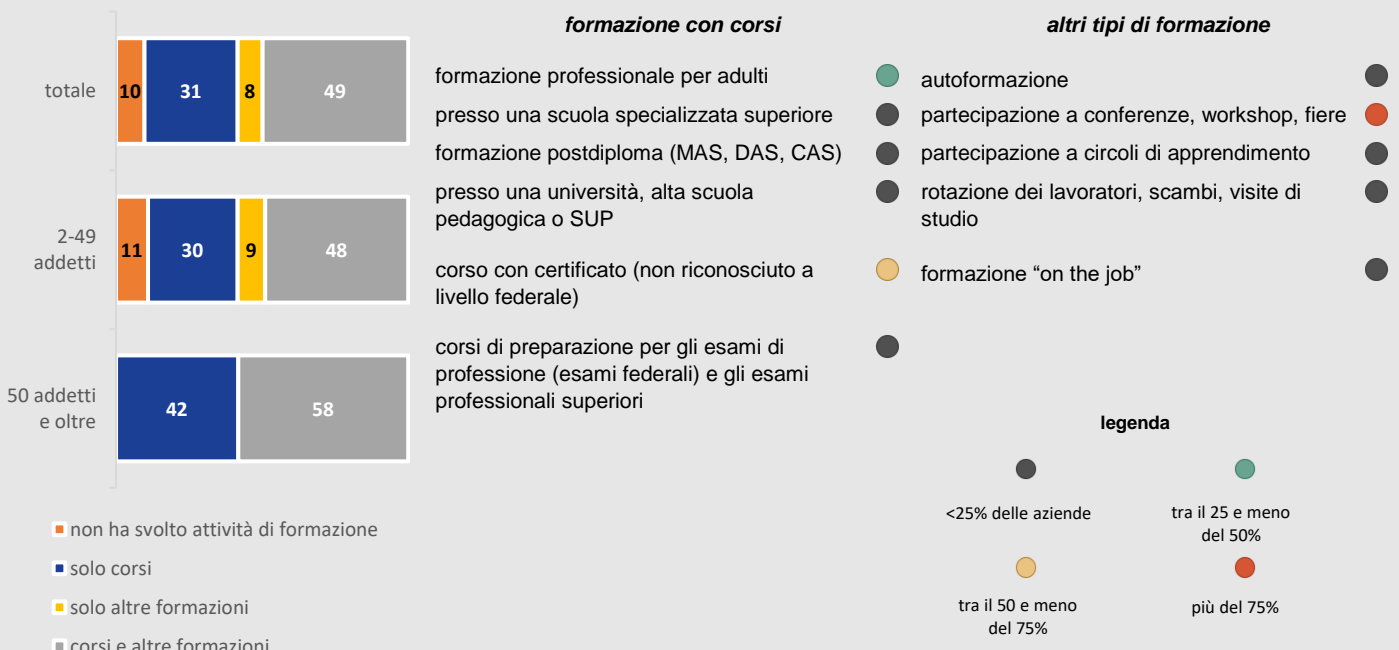 formazione con corsi
altri tipi di formazione
totale
10
31
8
49
2-49
addetti
11
30
9
48
50 addetti
e oltre
42
58
non ha svolto attività di formazione
solo corsi
solo altre formazioni
corsi e altre formazioni
formazione professionale per adulti
presso una scuola specializzata superiore
formazione postdiploma (MAS, DAS, CAS)
presso una università, alta scuola
pedagogica o SUP
corso con certificato (non riconosciuto a
livello federale)
corsi di preparazione per gli esami di
professione (esami federali) e gli esami
professionali superiori
autoformazione
partecipazione a conferenze, workshop, fiere
partecipazione a circoli di apprendimento
rotazione dei lavoratori, scambi, visite di
studio
formazione “on the job”
legenda
<25% delle aziende
tra il 25 e meno
del 50%
tra il 50 e meno
del 75%
più del 75%